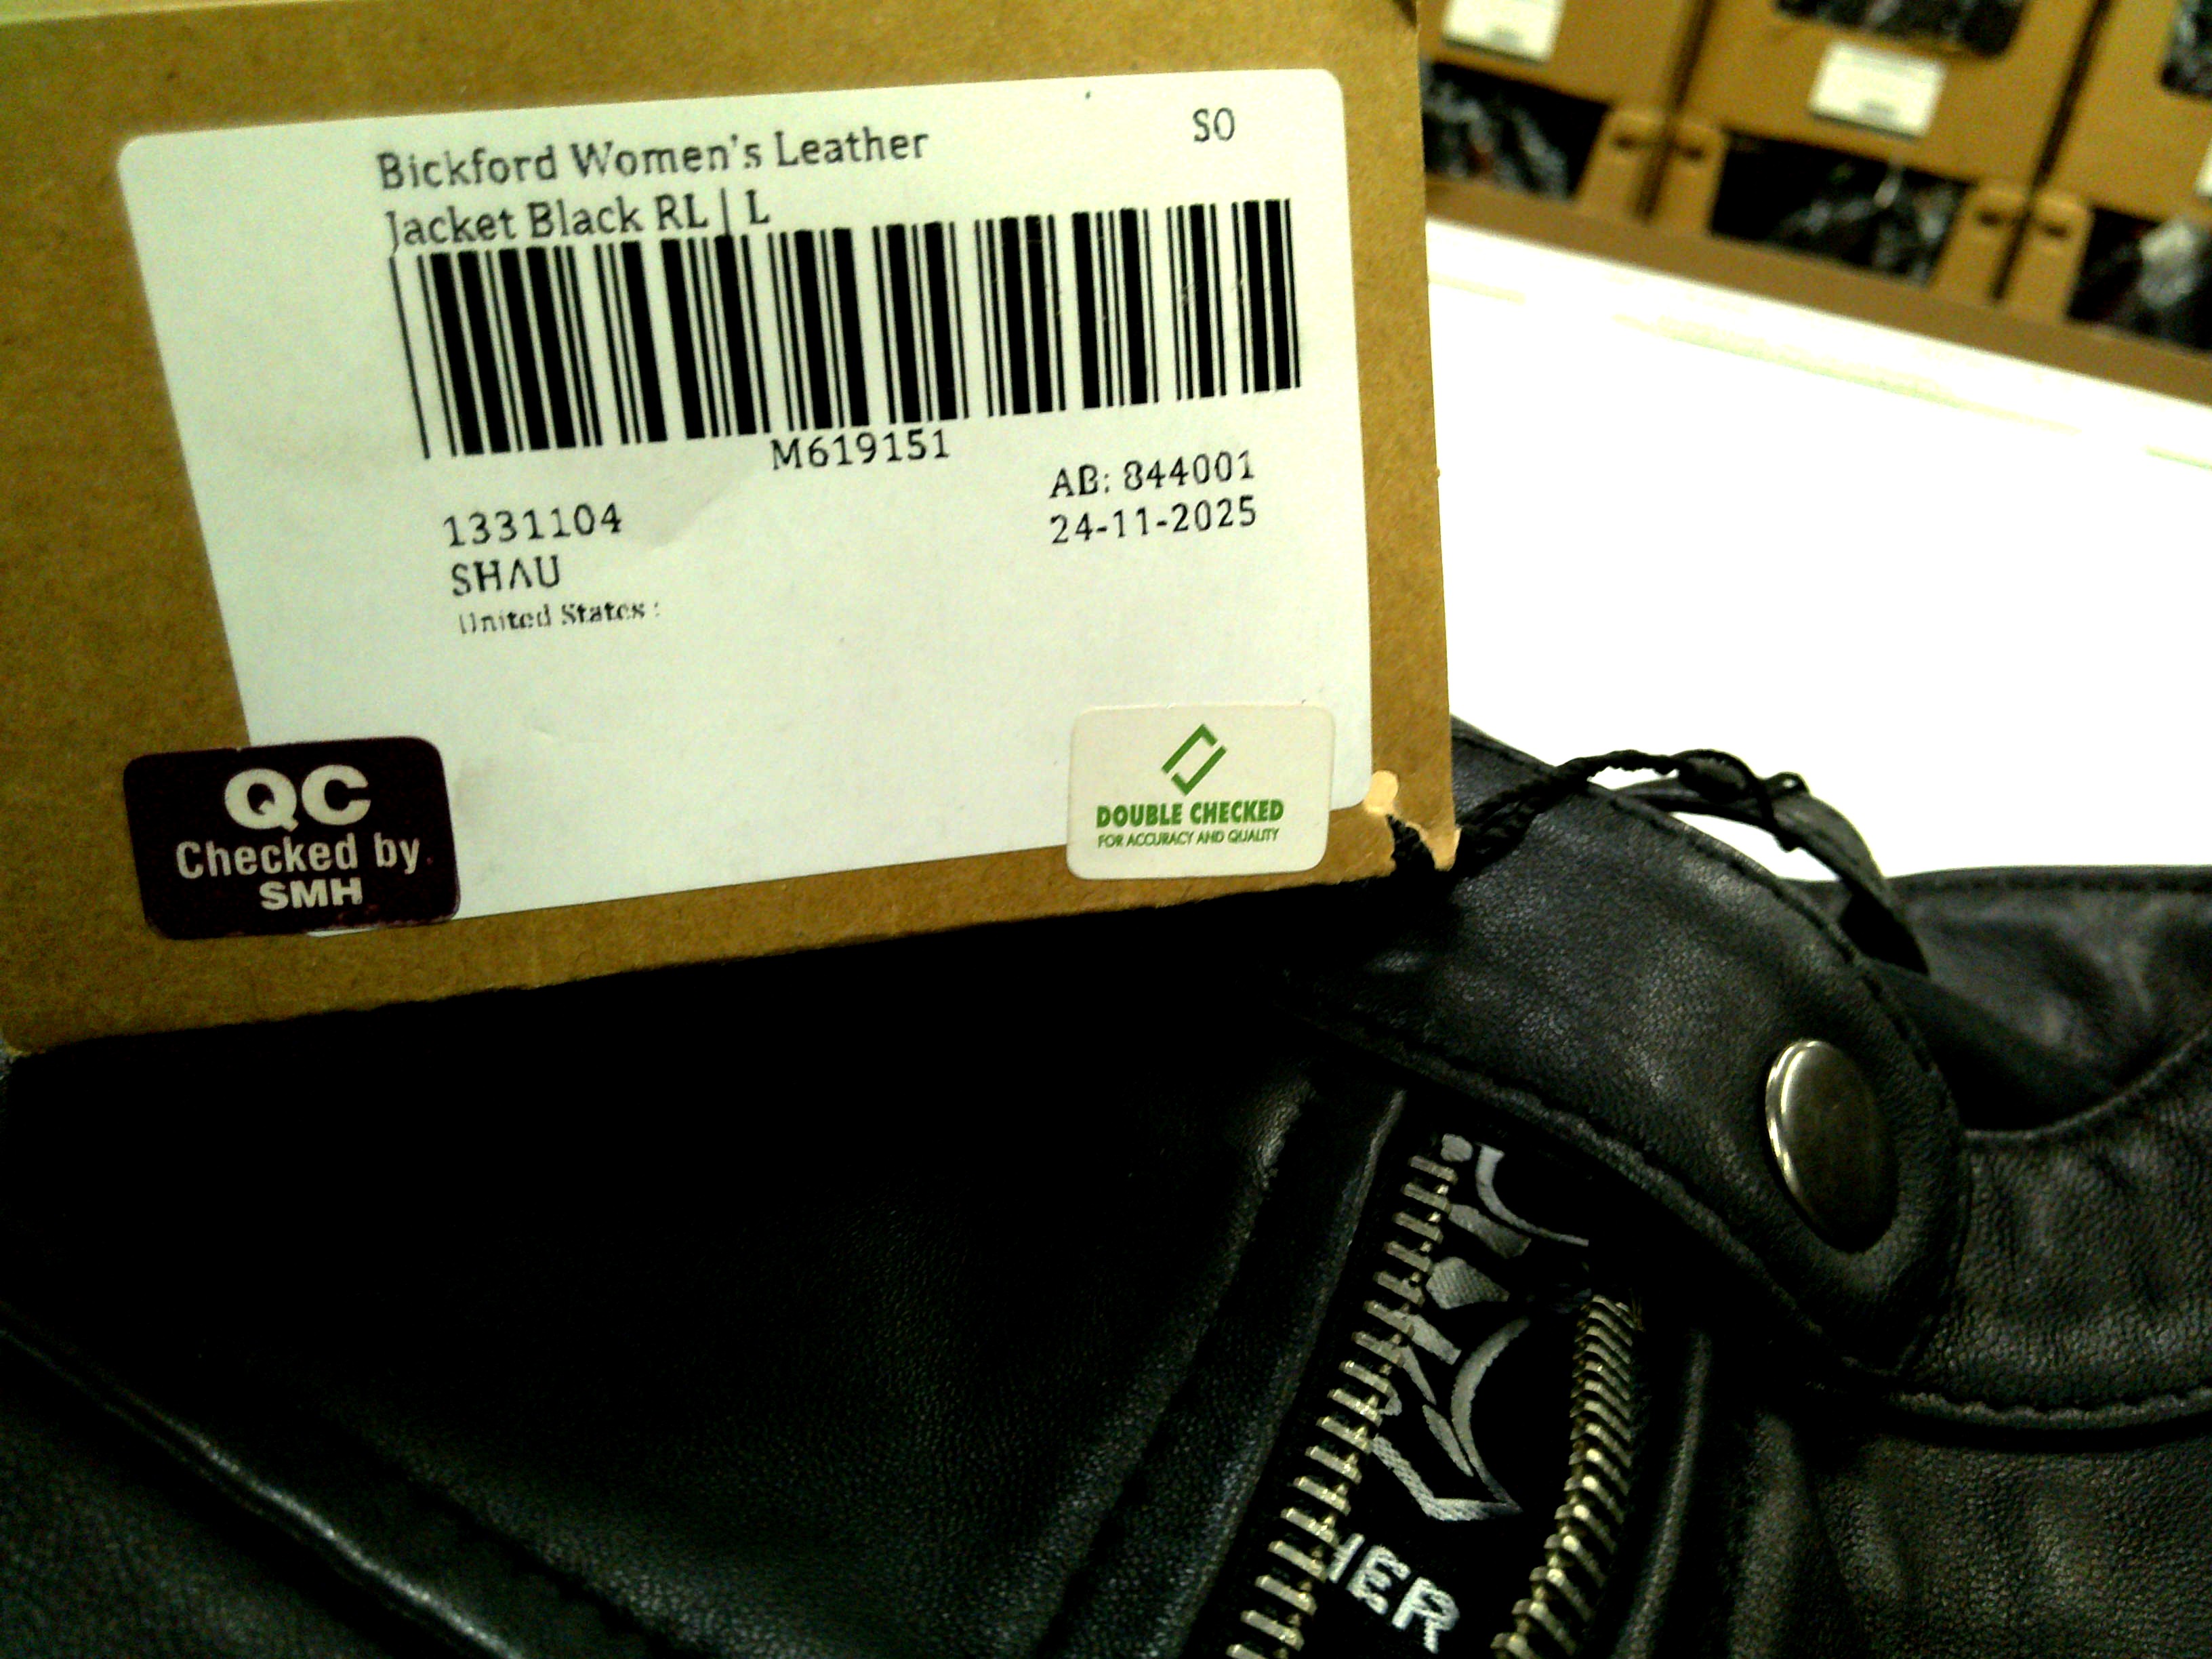 Bickford Women's Leather
Jacket Black RL | L
SO
M619151
AB: 844001
24-11-2025
1331104
SHAU
United States :
QC
Checked by
SMH
DOUBLE CHECKED
FOR ACCURACY AND QUALITY